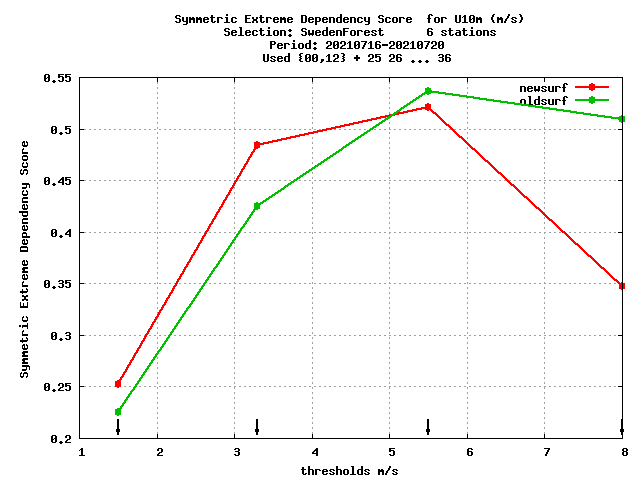 Symmetric Extreme Dependency Score  for U10m (m/s)
Selection: SwedenForest      6 stations
Period: 20210716-20210720
Used {00,12} + 25 26 ... 36
0.55
0.5
0.45
0.4
0.35
0.3
0.25
0.2
Symmetric Extreme Dependency Score
newsurf
oldsurf
1 2 3 4 5 6 7 8
thresholds m/s